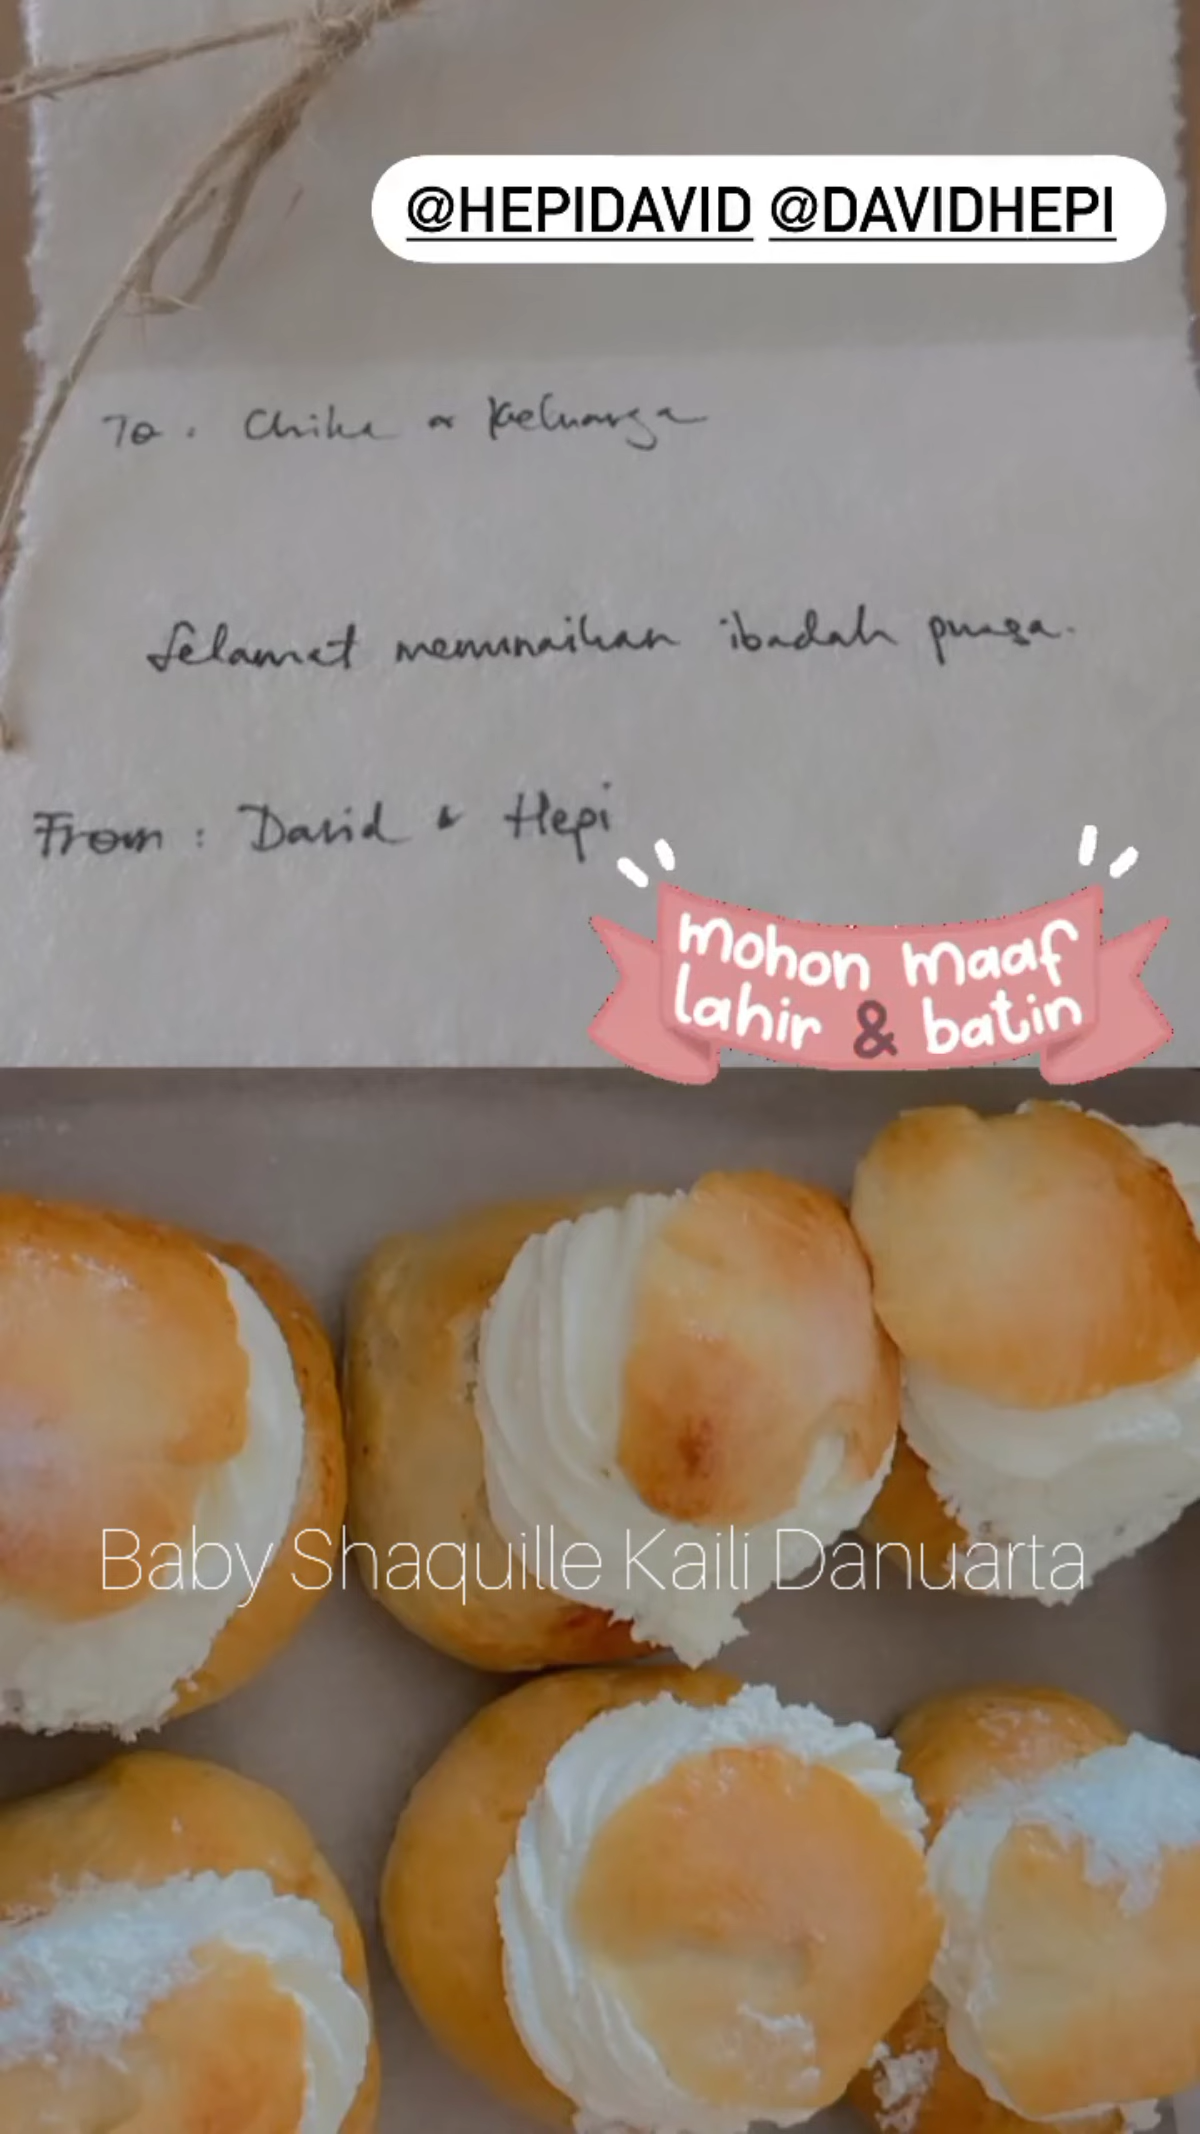 @HEPIDAVID @DAVIDHEPI
To. Chika & Keluarga
Selamat menunaikan ibadah puasa.
From : David & Hepi
mohon maaf
lahir & batin
Baby Shaquille Kaili Danuarta